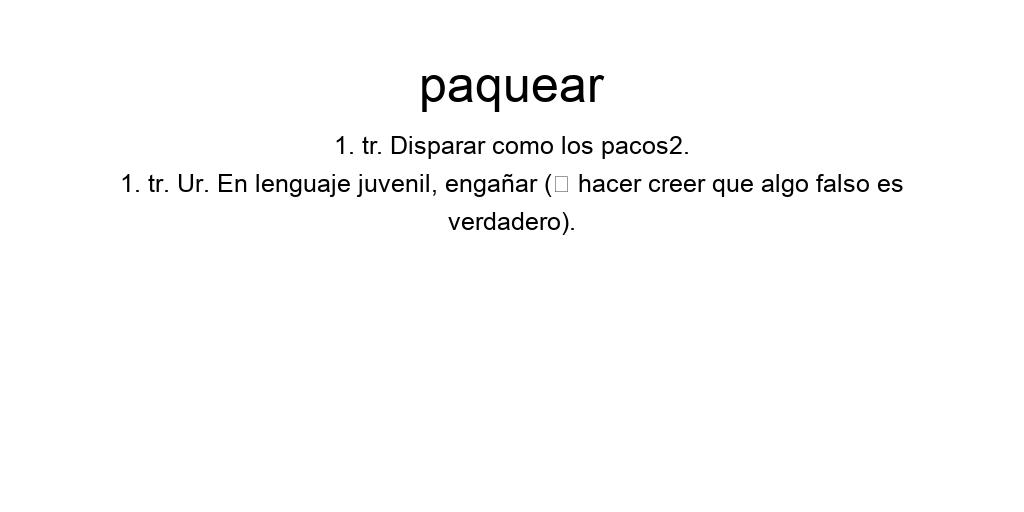 paquear
1. tr. Disparar como los pacos2.
1. tr. Ur. En lenguaje juvenil, engañar (□ hacer creer que algo falso es
verdadero).